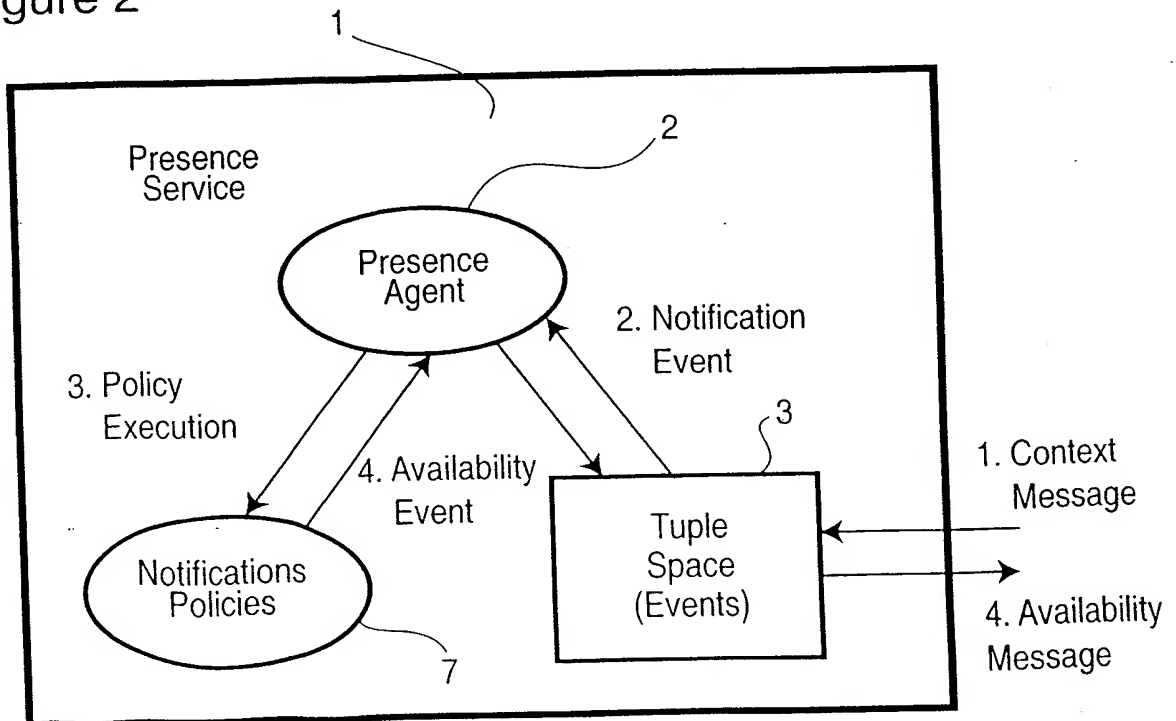 gure 2
1
2
Presence
Service
Presence
Agent
2. Notification
Event
3. Policy
Execution
3
4. Availability
Event
1. Context
Message
Tuple
Space
(Events)
Notifications
Policies
4. Availability
Message
7